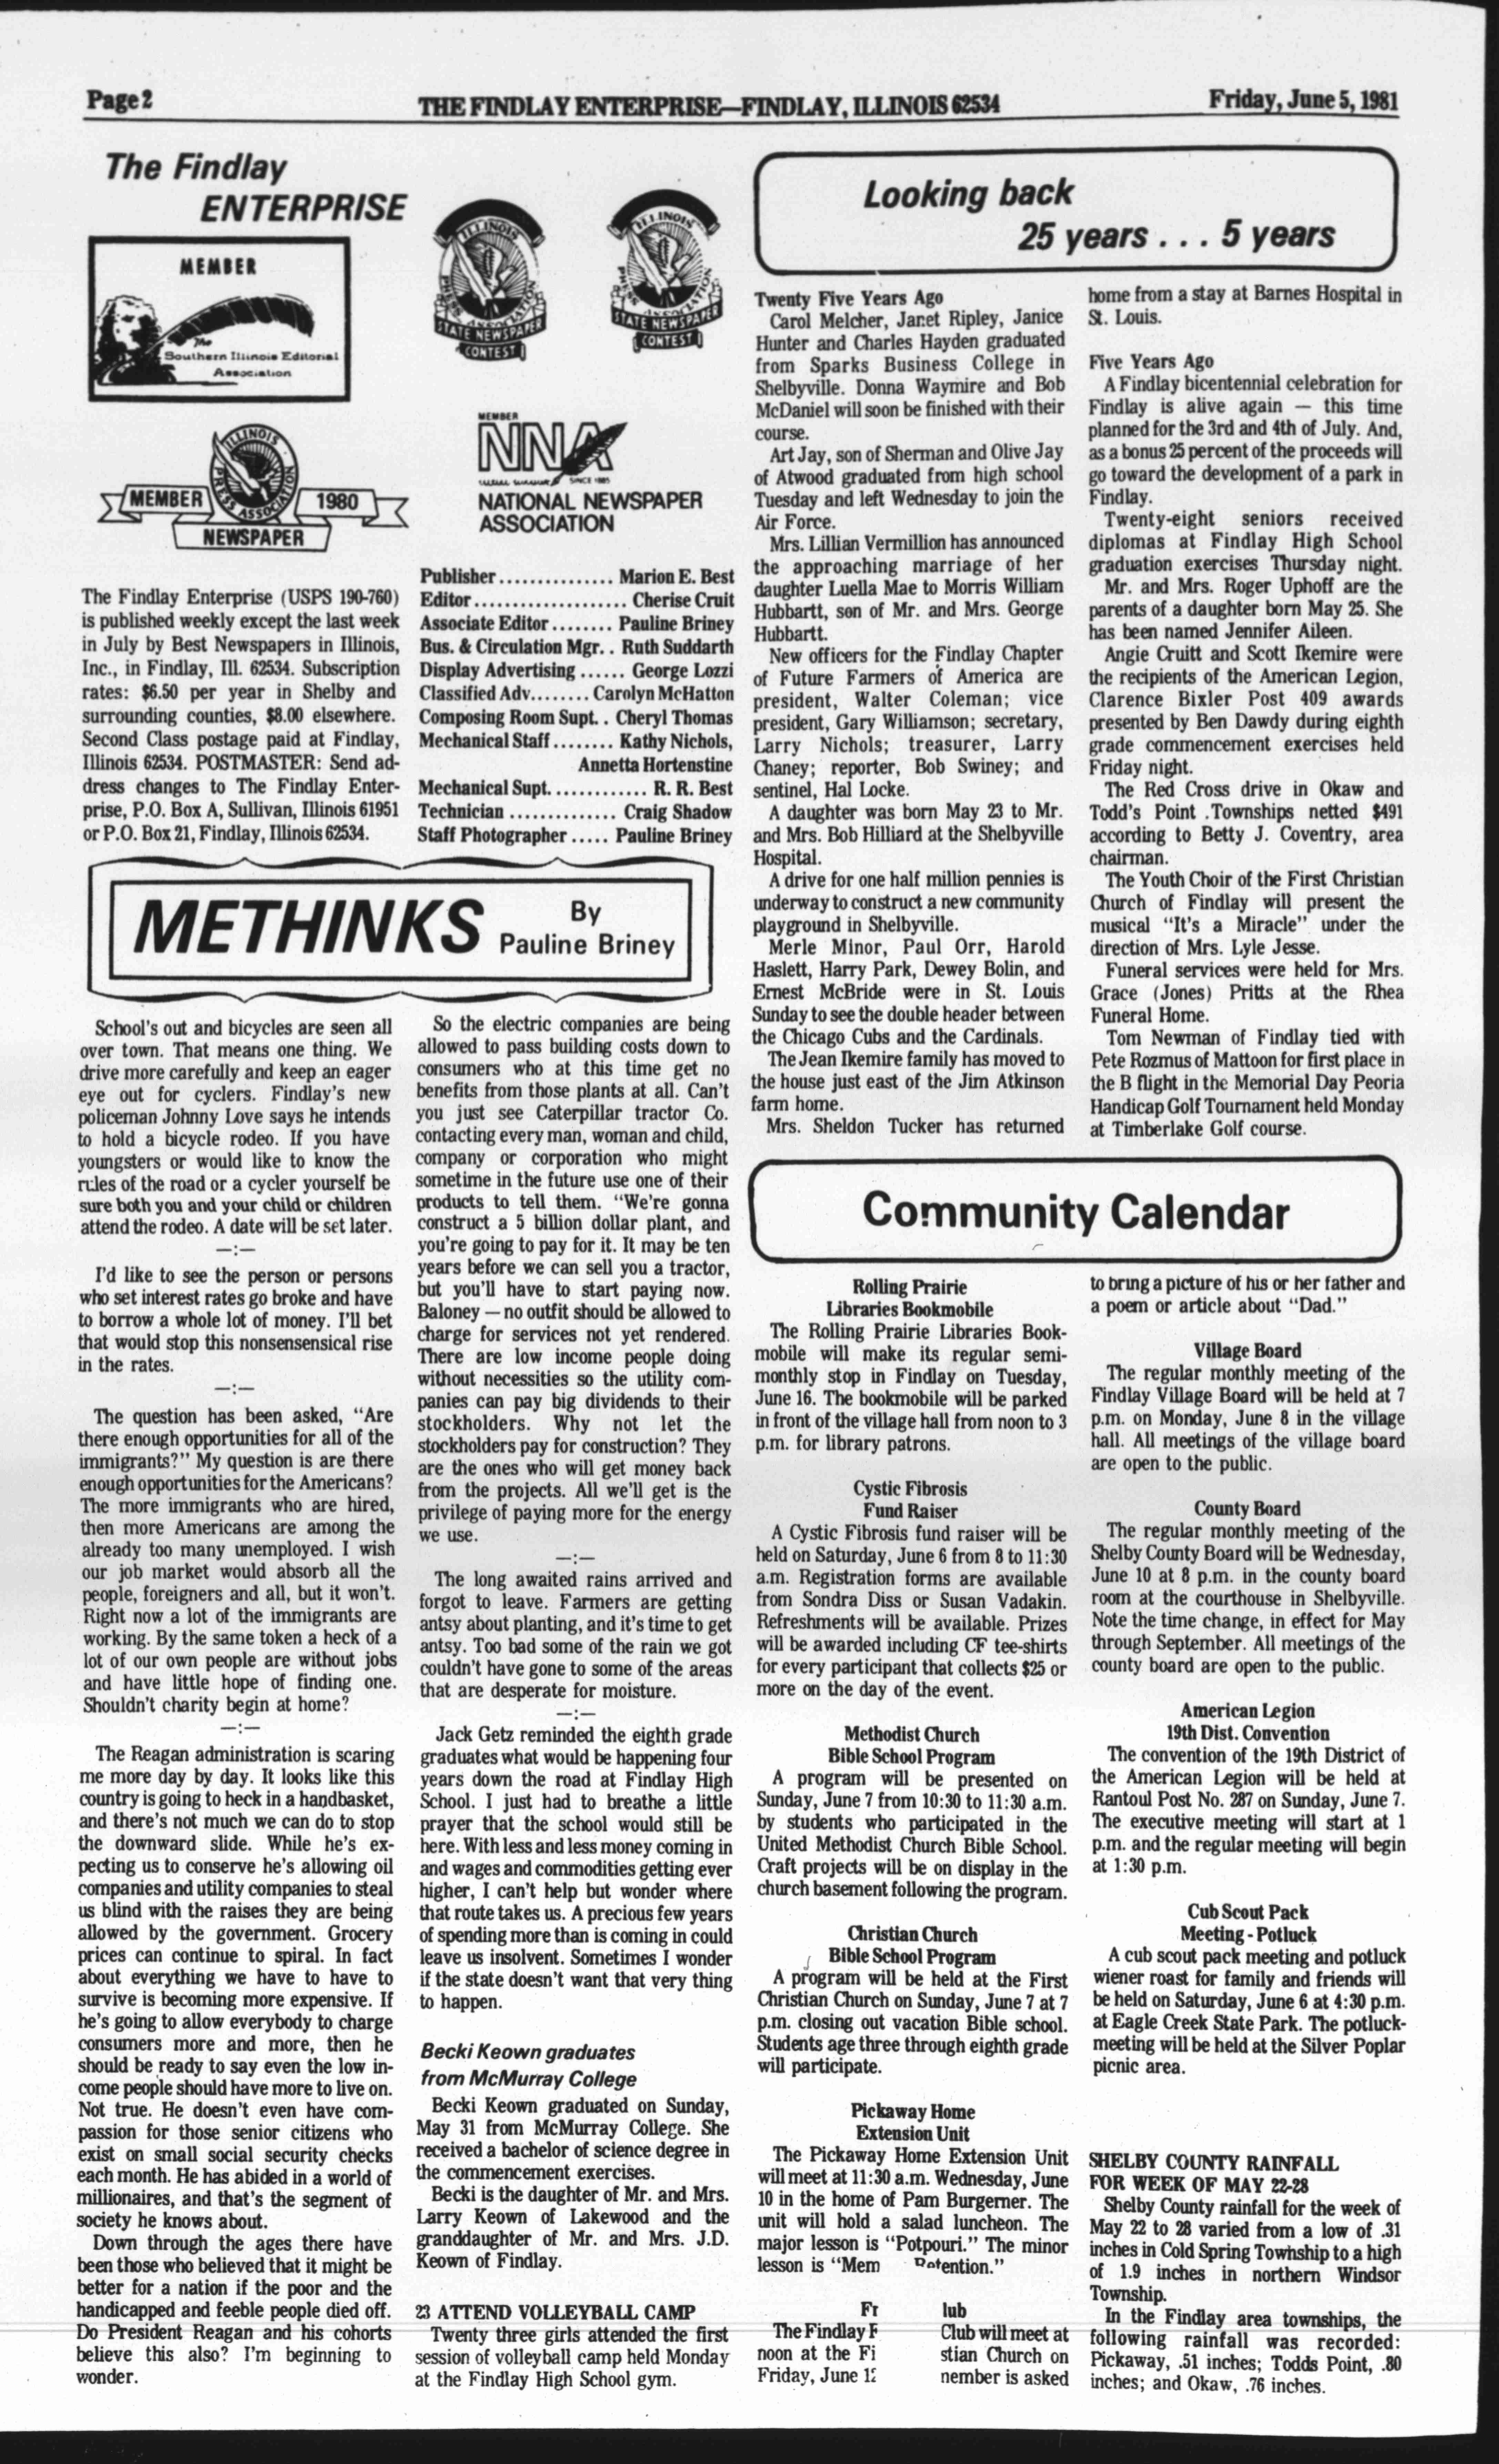 Page 2
THE FINDLAY ENTERPRISE—FINDLAY, ILLINOIS 62534
Friday, June 5, 1981
The Findlay
ENTERPRISE
MEMBER
The
Southern Illinois Editorial
Association
ILLINOIS
PRESS ASSOCIATION
STATE NEWSPAPER
CONTEST
ILLINOIS
PRESS ASSOCIATION
STATE NEWSPAPER
CONTEST
ILLINOIS
PRESS ASSOCIATION
MEMBER
1980
NEWSPAPER
MEMBER
NNA
SINCE 1885
NATIONAL NEWSPAPER
ASSOCIATION
The Findlay Enterprise (USPS 190-760)
is published weekly except the last week
in July by Best Newspapers in Illinois,
Inc., in Findlay, Ill. 62534. Subscription
rates: $6.50 per year in Shelby and
surrounding counties, $8.00 elsewhere.
Second Class postage paid at Findlay,
Illinois 62534. POSTMASTER: Send ad-
dress changes to The Findlay Enter-
prise, P.O. Box A, Sullivan, Illinois 61951
or P.O. Box 21, Findlay, Illinois 62534.
Publisher............... Marion E. Best
Editor.................... Cherise Cruit
Associate Editor........ Pauline Briney
Bus. & Circulation Mgr.. Ruth Suddarth
Display Advertising...... George Lozzi
Classified Adv........ Carolyn McHatton
Composing Room Supt.. Cheryl Thomas
Mechanical Staff........ Kathy Nichols,
Annetta Hortenstine
Mechanical Supt............. R. R. Best
Technician.............. Craig Shadow
Staff Photographer..... Pauline Briney
METHINKS
By
Pauline Briney
School's out and bicycles are seen all
over town. That means one thing. We
drive more carefully and keep an eager
eye out for cyclers. Findlay's new
policeman Johnny Love says he intends
to hold a bicycle rodeo. If you have
youngsters or would like to know the
rules of the road or a cycler yourself be
sure both you and your child or children
attend the rodeo. A date will be set later.
—:—
I'd like to see the person or persons
who set interest rates go broke and have
to borrow a whole lot of money. I'll bet
that would stop this nonsensensical rise
in the rates.
—:—
The question has been asked, "Are
there enough opportunities for all of the
immigrants?" My question is are there
enough opportunities for the Americans?
The more immigrants who are hired,
then more Americans are among the
already too many unemployed. I wish
our job market would absorb all the
people, foreigners and all, but it won't.
Right now a lot of the immigrants are
working. By the same token a heck of a
lot of our own people are without jobs
and have little hope of finding one.
Shouldn't charity begin at home?
—:—
The Reagan administration is scaring
me more day by day. It looks like this
country is going to heck in a handbasket,
and there's not much we can do to stop
the downward slide. While he's ex-
pecting us to conserve he's allowing oil
companies and utility companies to steal
us blind with the raises they are being
allowed by the government. Grocery
prices can continue to spiral. In fact
about everything we have to have to
survive is becoming more expensive. If
he's going to allow everybody to charge
consumers more and more, then he
should be ready to say even the low in-
come people should have more to live on.
Not true. He doesn't even have com-
passion for those senior citizens who
exist on small social security checks
each month. He has abided in a world of
millionaires, and that's the segment of
society he knows about.
Down through the ages there have
been those who believed that it might be
better for a nation if the poor and the
handicapped and feeble people died off.
Do President Reagan and his cohorts
believe this also? I'm beginning to
wonder.
So the electric companies are being
allowed to pass building costs down to
consumers who at this time get no
benefits from those plants at all. Can't
you just see Caterpillar tractor Co.
contacting every man, woman and child,
company or corporation who might
sometime in the future use one of their
products to tell them. "We're gonna
construct a 5 billion dollar plant, and
you're going to pay for it. It may be ten
years before we can sell you a tractor,
but you'll have to start paying now.
Baloney — no outfit should be allowed to
charge for services not yet rendered.
There are low income people doing
without necessities so the utility com-
panies can pay big dividends to their
stockholders. Why not let the
stockholders pay for construction? They
are the ones who will get money back
from the projects. All we'll get is the
privilege of paying more for the energy
we use.
—:—
The long awaited rains arrived and
forgot to leave. Farmers are getting
antsy about planting, and it's time to get
antsy. Too bad some of the rain we got
couldn't have gone to some of the areas
that are desperate for moisture.
—:—
Jack Getz reminded the eighth grade
graduates what would be happening four
years down the road at Findlay High
School. I just had to breathe a little
prayer that the school would still be
here. With less and less money coming in
and wages and commodities getting ever
higher, I can't help but wonder where
that route takes us. A precious few years
of spending more than is coming in could
leave us insolvent. Sometimes I wonder
if the state doesn't want that very thing
to happen.
Becki Keown graduates
from McMurray College
Becki Keown graduated on Sunday,
May 31 from McMurray College. She
received a bachelor of science degree in
the commencement exercises.
Becki is the daughter of Mr. and Mrs.
Larry Keown of Lakewood and the
granddaughter of Mr. and Mrs. J.D.
Keown of Findlay.
23 ATTEND VOLLEYBALL CAMP
Twenty three girls attended the first
session of volleyball camp held Monday
at the Findlay High School gym.
Looking back
25 years . . . 5 years
Twenty Five Years Ago
Carol Melcher, Janet Ripley, Janice
Hunter and Charles Hayden graduated
from Sparks Business College in
Shelbyville. Donna Waymire and Bob
McDaniel will soon be finished with their
course.
Art Jay, son of Sherman and Olive Jay
of Atwood graduated from high school
Tuesday and left Wednesday to join the
Air Force.
Mrs. Lillian Vermillion has announced
the approaching marriage of her
daughter Luella Mae to Morris William
Hubbartt, son of Mr. and Mrs. George
Hubbartt.
New officers for the Findlay Chapter
of Future Farmers of America are
president, Walter Coleman; vice
president, Gary Williamson; secretary,
Larry Nichols; treasurer, Larry
Chaney; reporter, Bob Swiney; and
sentinel, Hal Locke.
A daughter was born May 23 to Mr.
and Mrs. Bob Hilliard at the Shelbyville
Hospital.
A drive for one half million pennies is
underway to construct a new community
playground in Shelbyville.
Merle Minor, Paul Orr, Harold
Haslett, Harry Park, Dewey Bolin, and
Ernest McBride were in St. Louis
Sunday to see the double header between
the Chicago Cubs and the Cardinals.
The Jean Ikemire family has moved to
the house just east of the Jim Atkinson
farm home.
Mrs. Sheldon Tucker has returned
home from a stay at Barnes Hospital in
St. Louis.
Five Years Ago
A Findlay bicentennial celebration for
Findlay is alive again — this time
planned for the 3rd and 4th of July. And,
as a bonus 25 percent of the proceeds will
go toward the development of a park in
Findlay.
Twenty-eight seniors received
diplomas at Findlay High School
graduation exercises Thursday night.
Mr. and Mrs. Roger Uphoff are the
parents of a daughter born May 25. She
has been named Jennifer Aileen.
Angie Cruitt and Scott Ikemire were
the recipients of the American Legion,
Clarence Bixler Post 409 awards
presented by Ben Dawdy during eighth
grade commencement exercises held
Friday night.
The Red Cross drive in Okaw and
Todd's Point .Townships netted $491
according to Betty J. Coventry, area
chairman.
The Youth Choir of the First Christian
Church of Findlay will present the
musical "It's a Miracle" under the
direction of Mrs. Lyle Jesse.
Funeral services were held for Mrs.
Grace (Jones) Pritts at the Rhea
Funeral Home.
Tom Newman of Findlay tied with
Pete Rozmus of Mattoon for first place in
the B flight in the Memorial Day Peoria
Handicap Golf Tournament held Monday
at Timberlake Golf course.
Community Calendar
Rolling Prairie
Libraries Bookmobile
The Rolling Prairie Libraries Book-
mobile will make its regular semi-
monthly stop in Findlay on Tuesday,
June 16. The bookmobile will be parked
in front of the village hall from noon to 3
p.m. for library patrons.
Cystic Fibrosis
Fund Raiser
A Cystic Fibrosis fund raiser will be
held on Saturday, June 6 from 8 to 11:30
a.m. Registration forms are available
from Sondra Diss or Susan Vadakin.
Refreshments will be available. Prizes
will be awarded including CF tee-shirts
for every participant that collects $25 or
more on the day of the event.
Methodist Church
Bible School Program
A program will be presented on
Sunday, June 7 from 10:30 to 11:30 a.m.
by students who participated in the
United Methodist Church Bible School.
Craft projects will be on display in the
church basement following the program.
Christian Church
Bible School Program
A program will be held at the First
Christian Church on Sunday, June 7 at 7
p.m. closing out vacation Bible school.
Students age three through eighth grade
will participate.
Pickaway Home
Extension Unit
The Pickaway Home Extension Unit
will meet at 11:30 a.m. Wednesday, June
10 in the home of Pam Burgener. The
unit will hold a salad luncheon. The
major lesson is "Potpouri." The minor
lesson is "Mem Retention."
Fr lub
The Findlay F Club will meet at
noon at the Fi stian Church on
Friday, June 12 nember is asked
to bring a picture of his or her father and
a poem or article about "Dad."
Village Board
The regular monthly meeting of the
Findlay Village Board will be held at 7
p.m. on Monday, June 8 in the village
hall. All meetings of the village board
are open to the public.
County Board
The regular monthly meeting of the
Shelby County Board will be Wednesday,
June 10 at 8 p.m. in the county board
room at the courthouse in Shelbyville.
Note the time change, in effect for May
through September. All meetings of the
county board are open to the public.
American Legion
19th Dist. Convention
The convention of the 19th District of
the American Legion will be held at
Rantoul Post No. 287 on Sunday, June 7.
The executive meeting will start at 1
p.m. and the regular meeting will begin
at 1:30 p.m.
Cub Scout Pack
Meeting - Potluck
A cub scout pack meeting and potluck
wiener roast for family and friends will
be held on Saturday, June 6 at 4:30 p.m.
at Eagle Creek State Park. The potluck-
meeting will be held at the Silver Poplar
picnic area.
SHELBY COUNTY RAINFALL
FOR WEEK OF MAY 22-28
Shelby County rainfall for the week of
May 22 to 28 varied from a low of .31
inches in Cold Spring Township to a high
of 1.9 inches in northern Windsor
Township.
In the Findlay area townships, the
following rainfall was recorded:
Pickaway, .51 inches; Todds Point, .80
inches; and Okaw, .76 inches.